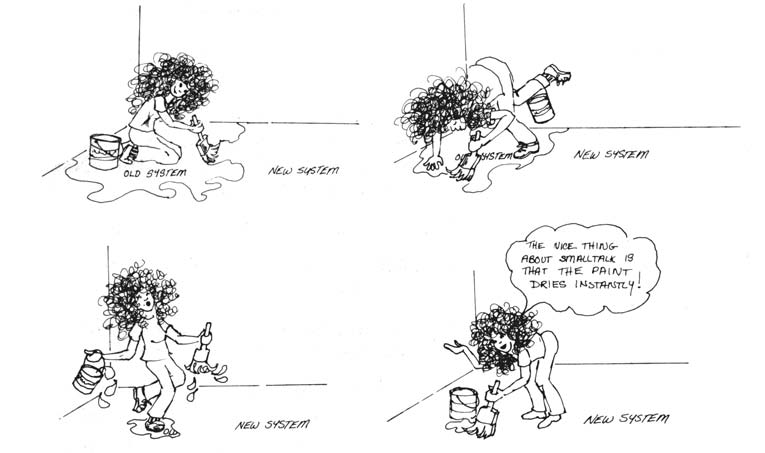 OLD SYSTEM
NEW SYSTEM
SYSTEM
NEW SYSTEM
NEW SYSTEM
THE NICE THING
ABOUT SMALLTALK IS
THAT THE PAINT
DRIES INSTANTLY!
NEW SYSTEM